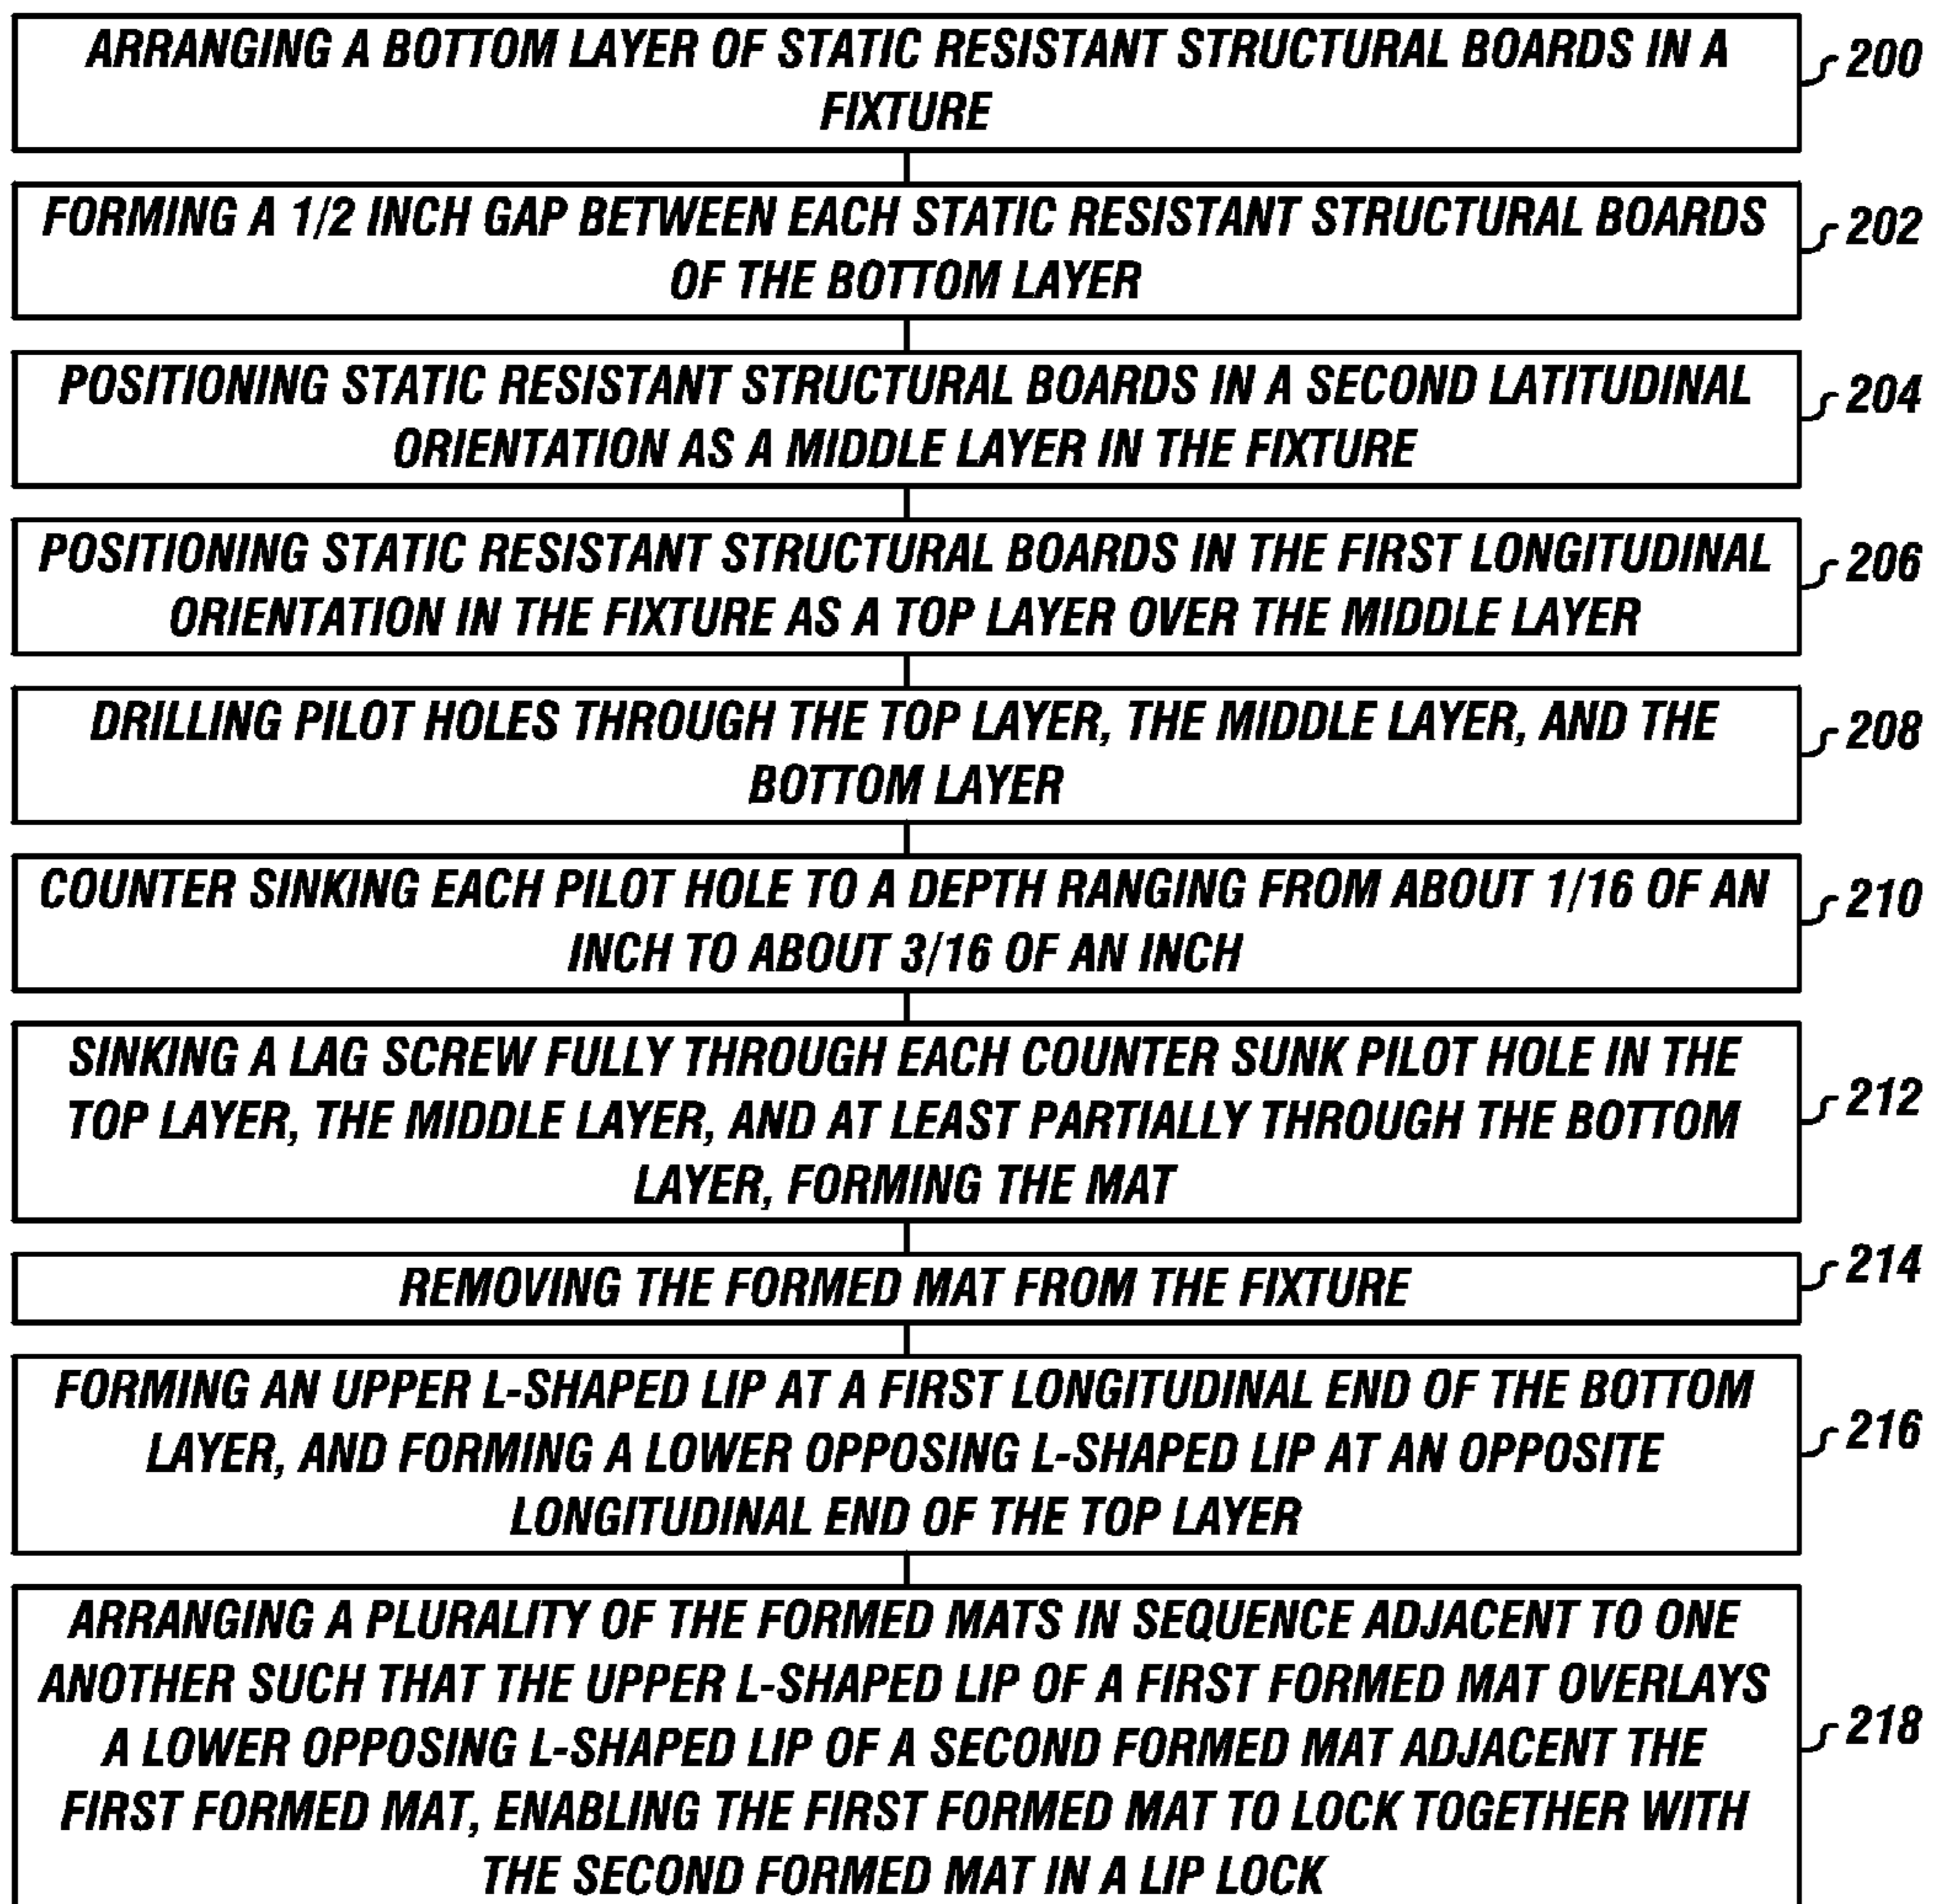 ARRANGING A BOTTOM LAYER OF STATIC RESISTANT STRUCTURAL BOARDS IN A
FIXTURE
200
FORMING A 1/2 INCH GAP BETWEEN EACH STATIC RESISTANT STRUCTURAL BOARDS
OF THE BOTTOM LAYER
202
POSITIONING STATIC RESISTANT STRUCTURAL BOARDS IN A SECOND LATITUDINAL
ORIENTATION AS A MIDDLE LAYER IN THE FIXTURE
204
POSITIONING STATIC RESISTANT STRUCTURAL BOARDS IN THE FIRST LONGITUDINAL
ORIENTATION IN THE FIXTURE AS A TOP LAYER OVER THE MIDDLE LAYER
206
DRILLING PILOT HOLES THROUGH THE TOP LAYER, THE MIDDLE LAYER, AND THE
BOTTOM LAYER
208
COUNTER SINKING EACH PILOT HOLE TO A DEPTH RANGING FROM ABOUT 1/16 OF AN
INCH TO ABOUT 3/16 OF AN INCH
210
SINKING A LAG SCREW FULLY THROUGH EACH COUNTER SUNK PILOT HOLE IN THE
TOP LAYER, THE MIDDLE LAYER, AND AT LEAST PARTIALLY THROUGH THE BOTTOM
LAYER, FORMING THE MAT
212
REMOVING THE FORMED MAT FROM THE FIXTURE
214
FORMING AN UPPER L-SHAPED LIP AT A FIRST LONGITUDINAL END OF THE BOTTOM
LAYER, AND FORMING A LOWER OPPOSING L-SHAPED LIP AT AN OPPOSITE
LONGITUDINAL END OF THE TOP LAYER
216
ARRANGING A PLURALITY OF THE FORMED MATS IN SEQUENCE ADJACENT TO ONE
ANOTHER SUCH THAT THE UPPER L-SHAPED LIP OF A FIRST FORMED MAT OVERLAYS
A LOWER OPPOSING L-SHAPED LIP OF A SECOND FORMED MAT ADJACENT THE
FIRST FORMED MAT, ENABLING THE FIRST FORMED MAT TO LOCK TOGETHER WITH
THE SECOND FORMED MAT IN A LIP LOCK
218